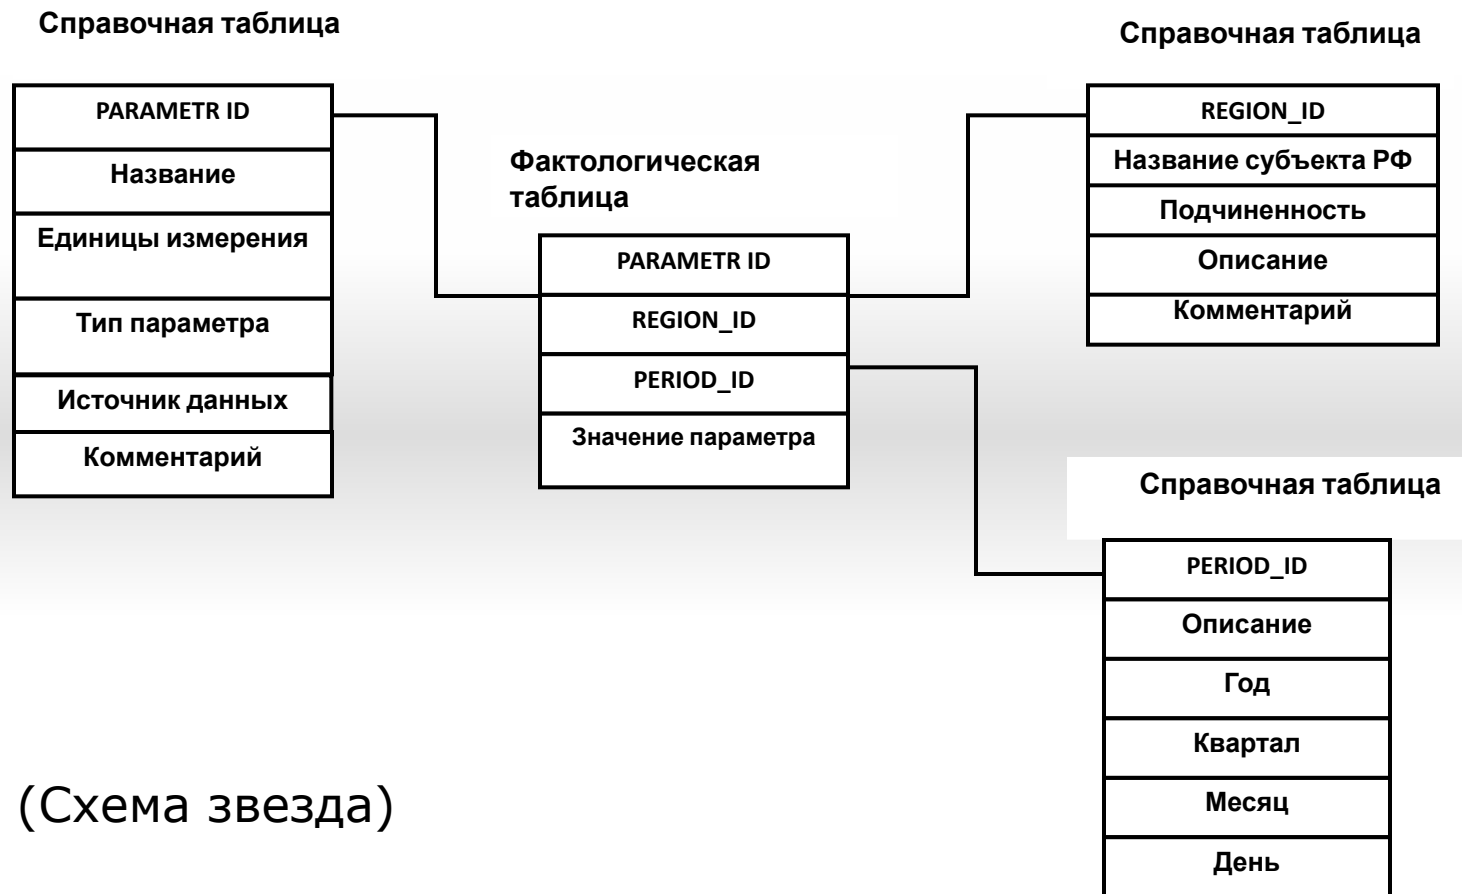 Справочная таблица
PARAMETR ID
Название
Единицы измерения
Тип параметра
Источник данных
Комментарий
Фактологическая
таблица
PARAMETR ID
REGION_ID
PERIOD_ID
Значение параметра
Справочная таблица
REGION_ID
Название субъекта РФ
Подчиненность
Описание
Комментарий
Справочная таблица
PERIOD_ID
Описание
Год
Квартал
Месяц
День
(Схема звезда)